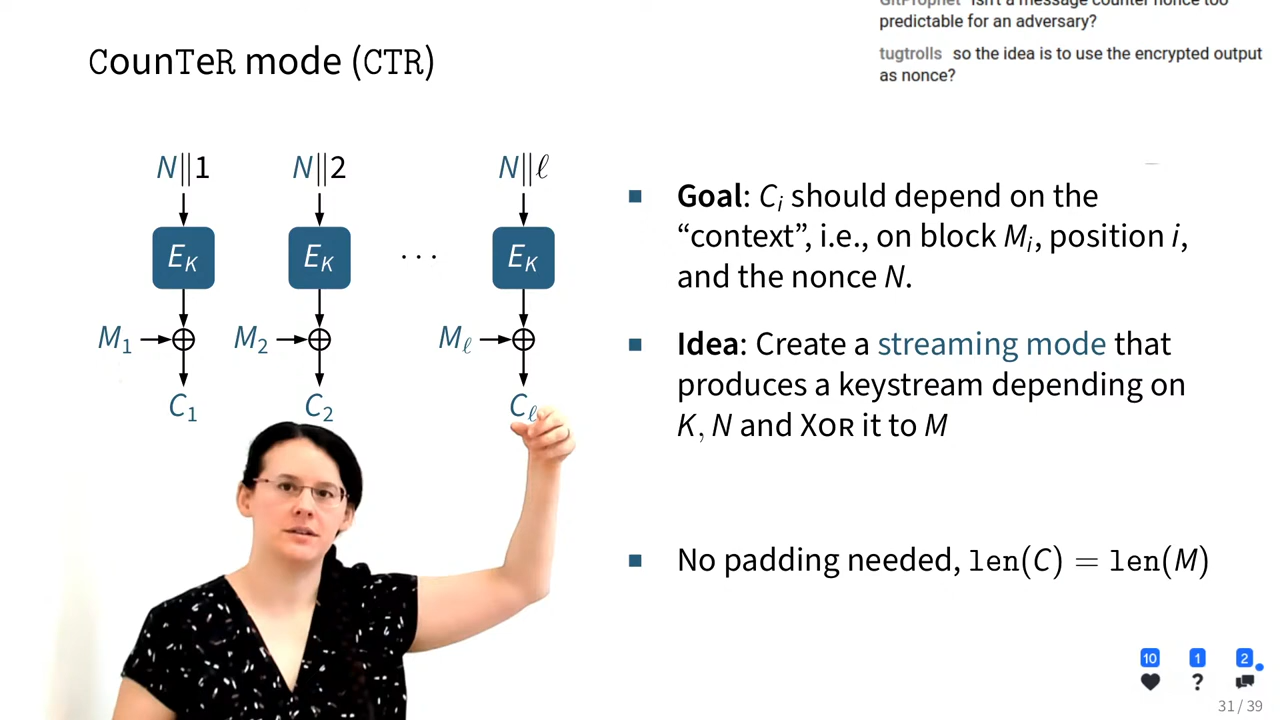 GitProphet isn't a message counter nonce too
predictable for an adversary?
tugtrolls so the idea is to use the encrypted output
as nonce?
CounTeR mode (CTR)
N‖1 N‖2 N‖ℓ
E_K E_K ··· E_K
M_1 M_2 M_ℓ
C_1 C_2 C_ℓ
■ Goal: C_i should depend on the
“context”, i.e., on block M_i, position i,
and the nonce N.
■ Idea: Create a streaming mode that
produces a keystream depending on
K, N and XOR it to M
■ No padding needed, len(C) = len(M)
10 1 2
?
31 / 39